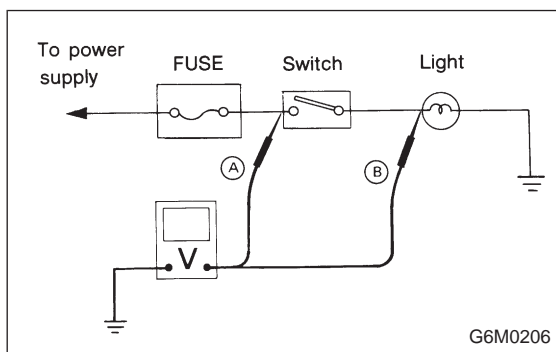 To power
supply
FUSE
Switch
Light
A
B
V
G6M0206